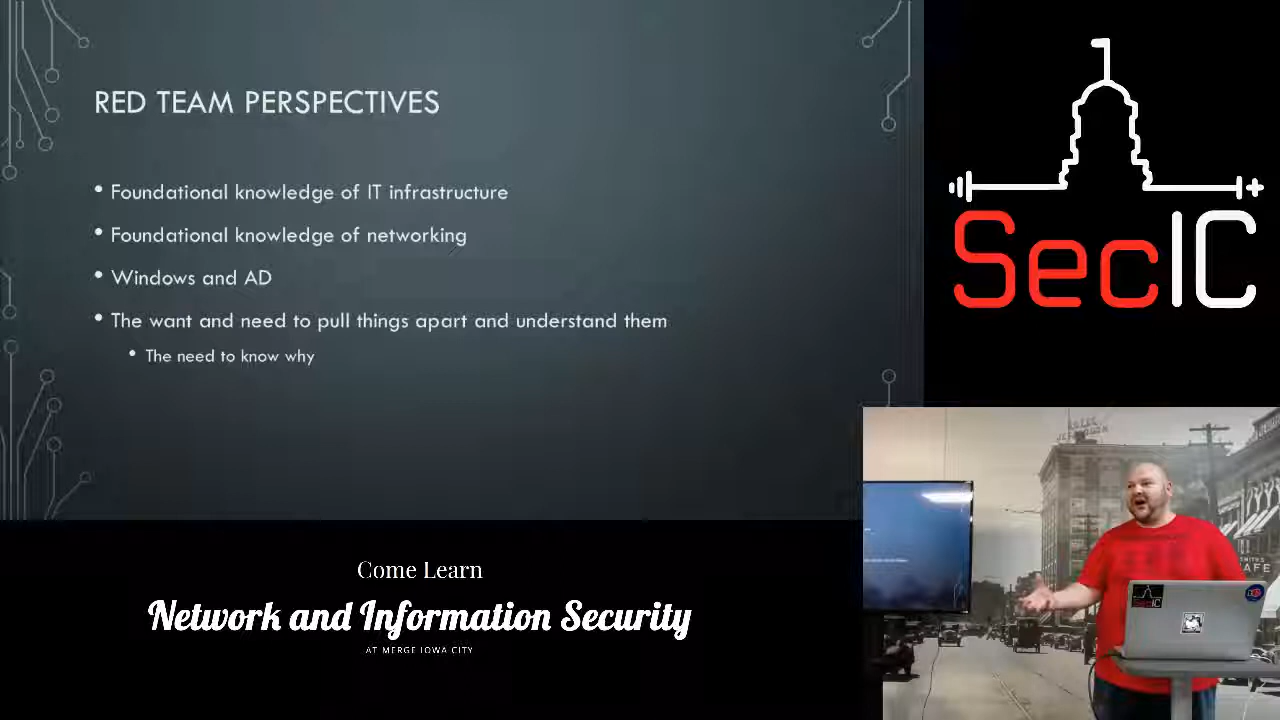 RED TEAM PERSPECTIVES
• Foundational knowledge of IT infrastructure
• Foundational knowledge of networking
• Windows and AD
• The want and need to pull things apart and understand them
• The need to know why
SecIC
Come Learn
Network and Information Security
AT MERGE IOWA CITY
SecIC